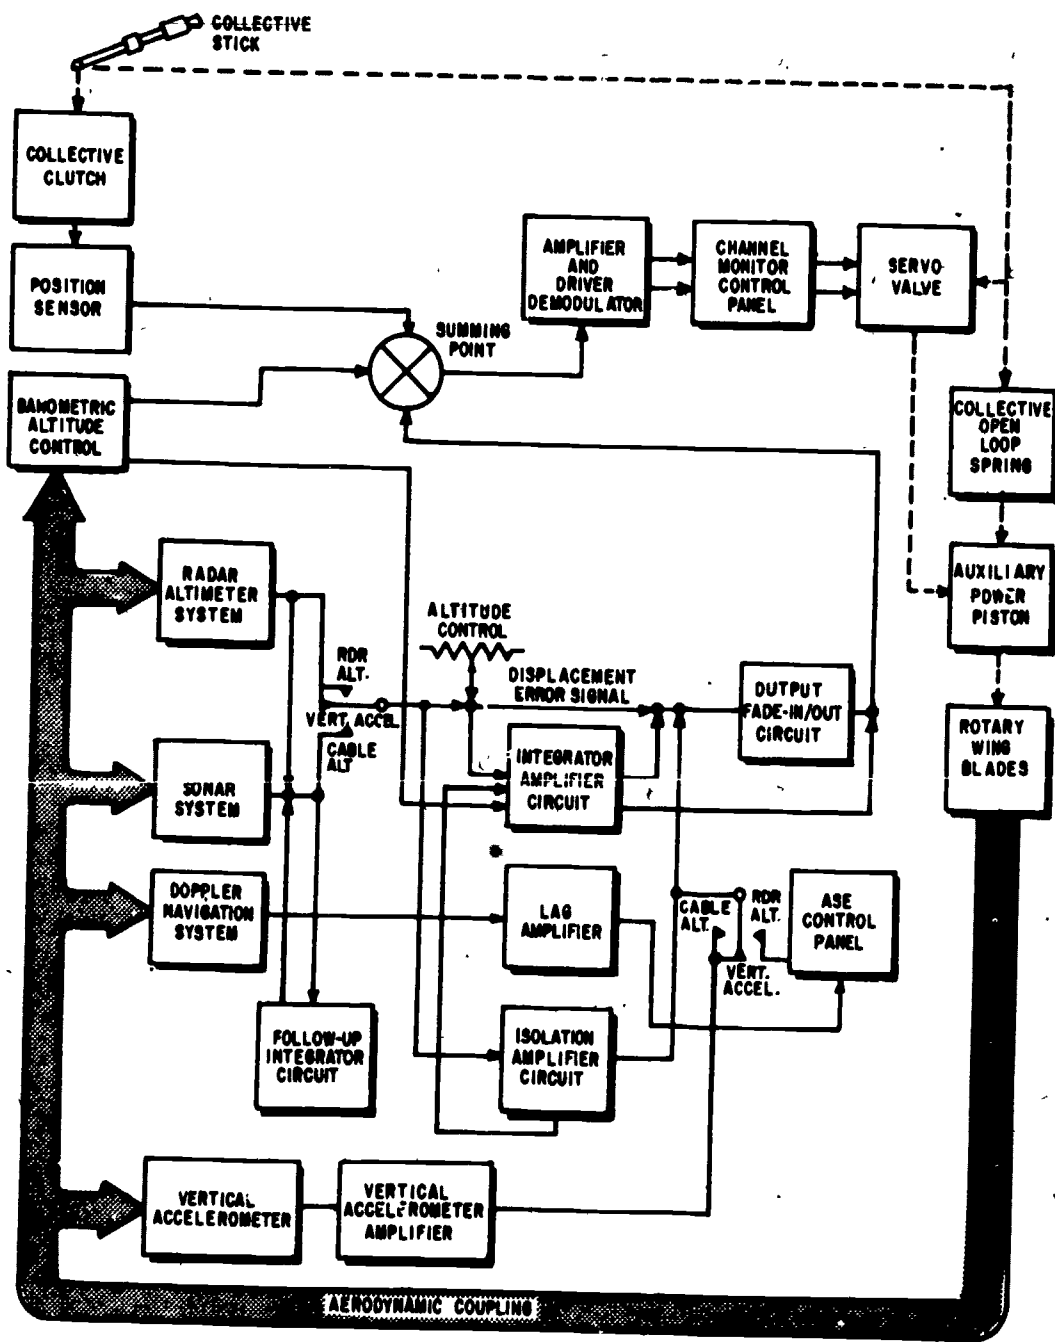 COLLECTIVE
STICK
COLLECTIVE
CLUTCH
POSITION
SENSOR
AMPLIFIER
AND
DRIVER
DEMODULATOR
CHANNEL
MONITOR
CONTROL
PANEL
SERVO
VALVE
SUMMING
POINT
BAROMETRIC
ALTITUDE
CONTROL
COLLECTIVE
OPEN
LOOP
SPRING
RADAR
ALTIMETER
SYSTEM
AUXILIARY
POWER
PISTON
ALTITUDE
CONTROL
RDR
ALT.
VERT. ACCEL.
CABLE
ALT
DISPLACEMENT
ERROR SIGNAL
OUTPUT
FADE-IN/OUT
CIRCUIT
ROTARY
WING
BLADES
INTEGRATOR
AMPLIFIER
CIRCUIT
SONAR
SYSTEM
DOPPLER
NAVIGATION
SYSTEM
LAG
AMPLIFIER
CABLE
ALT.
RDR
ALT.
VERT.
ACCEL.
ASE
CONTROL
PANEL
FOLLOW-UP
INTEGRATOR
CIRCUIT
ISOLATION
AMPLIFIER
CIRCUIT
VERTICAL
ACCELEROMETER
VERTICAL
ACCELEROMETER
AMPLIFIER
AERODYNAMIC COUPLING